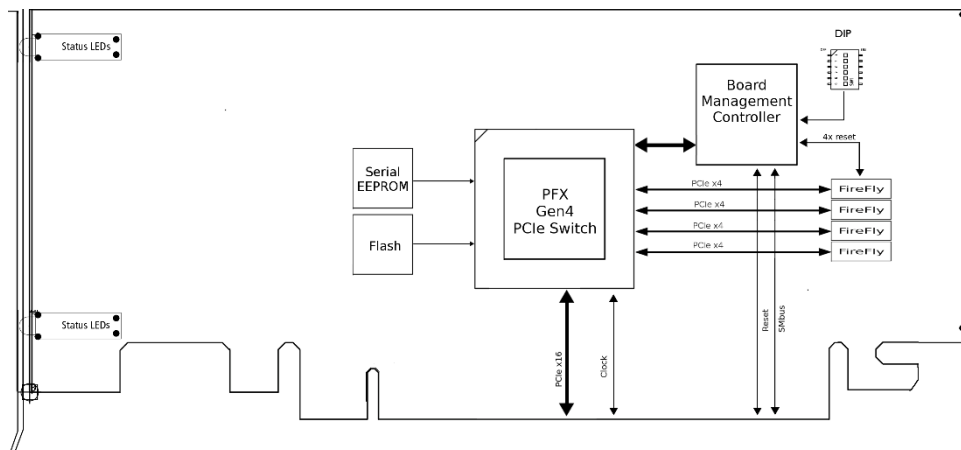 Status LEDs
DIP
Board
Management
Controller
4x reset
Serial
EEPROM
Flash
PFX
Gen4
PCIe Switch
PCIe x4
FireFly
PCIe x4
FireFly
PCIe x4
FireFly
PCIe x4
FireFly
Status LEDs
PCIe x16
Clock
Reset
SMbus